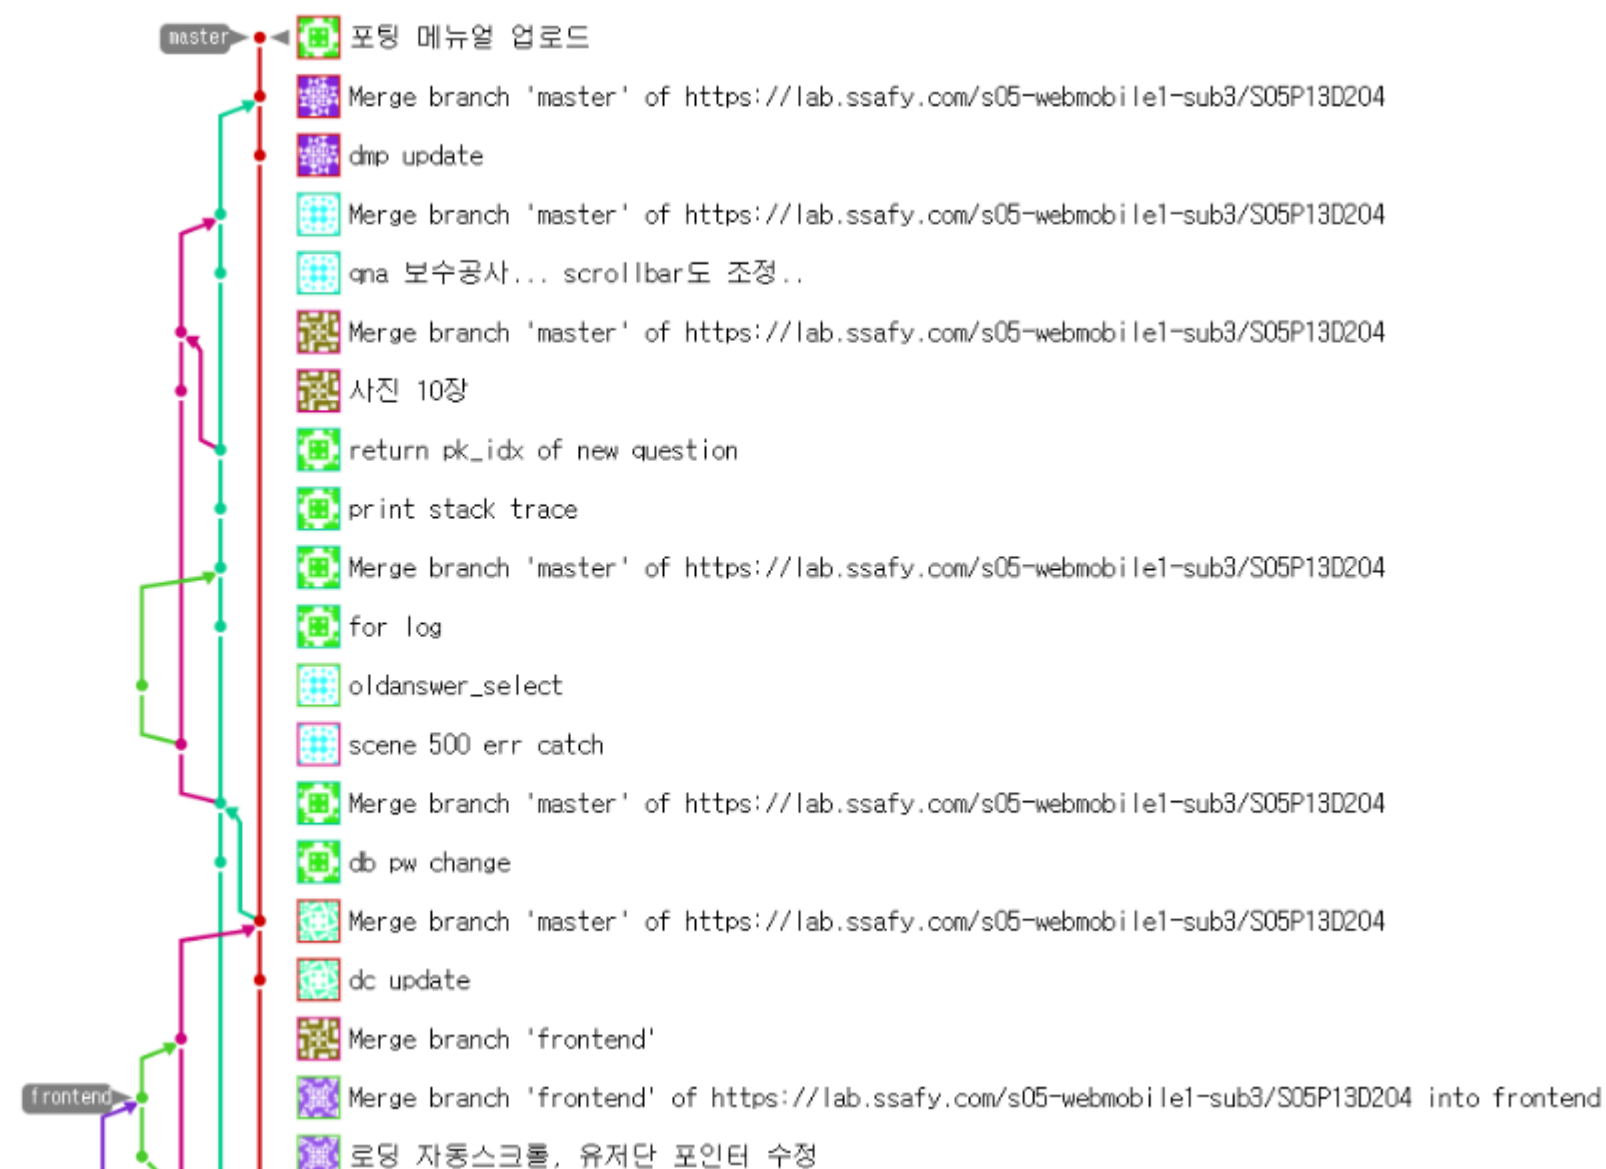 master 포팅 메뉴얼 업로드
Merge branch 'master' of https://lab.ssafy.com/s05-webmobile1-sub3/S05P13D204
dmp update
Merge branch 'master' of https://lab.ssafy.com/s05-webmobile1-sub3/S05P13D204
qna 보수공사... scrollbar도 조정..
Merge branch 'master' of https://lab.ssafy.com/s05-webmobile1-sub3/S05P13D204
사진 10장
return pk_idx of new question
print stack trace
Merge branch 'master' of https://lab.ssafy.com/s05-webmobile1-sub3/S05P13D204
for log
oldanswer_select
scene 500 err catch
Merge branch 'master' of https://lab.ssafy.com/s05-webmobile1-sub3/S05P13D204
db pw change
Merge branch 'master' of https://lab.ssafy.com/s05-webmobile1-sub3/S05P13D204
dc update
Merge branch 'frontend'
frontend Merge branch 'frontend' of https://lab.ssafy.com/s05-webmobile1-sub3/S05P13D204 into frontend
로딩 자동스크롤, 유저단 포인터 수정